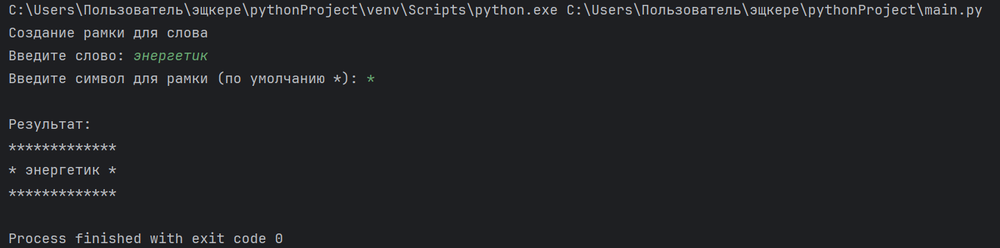 C:\Users\Пользователь\эщкере\pythonProject\venv\Scripts\python.exe C:\Users\Пользователь\эщкере\pythonProject\main.py
Создание рамки для слова
Введите слово: энергетик
Введите символ для рамки (по умолчанию *): *
Результат:
*************
* энергетик *
*************
Process finished with exit code 0